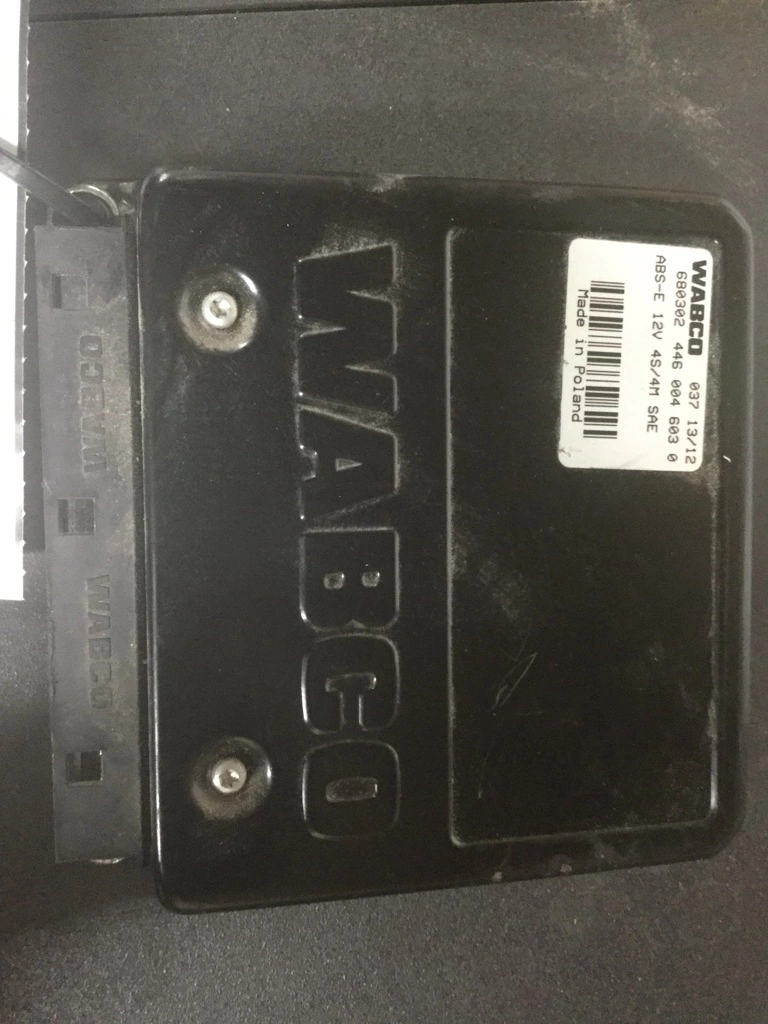 WABCO 037 13/12
680302 446 004 603 0
ABS-E 12V 4S/4M SAE
Made in Poland
WABCO
WABCO
WABCO